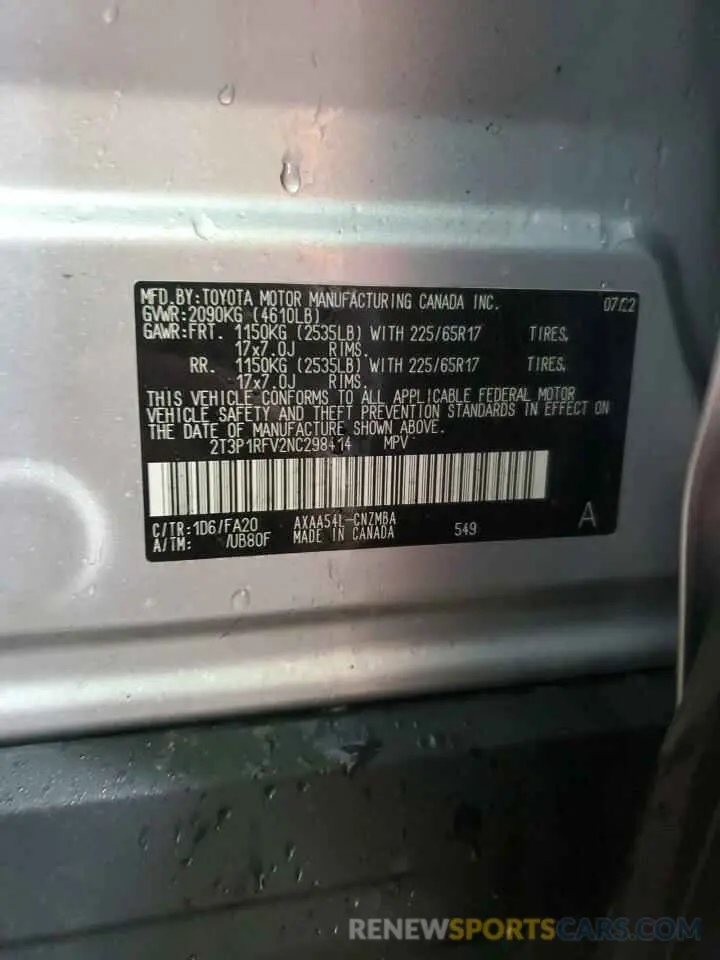 MFD.BY:TOYOTA MOTOR MANUFACTURING CANADA INC. 07/22
GVWR:2090KG (4610LB)
GAWR:FRT. 1150KG (2535LB) WITH 225/65R17 TIRES,
17x7.0J RIMS.
RR. 1150KG (2535LB) WITH 225/65R17 TIRES,
17x7.0J RIMS.
THIS VEHICLE CONFORMS TO ALL APPLICABLE FEDERAL MOTOR
VEHICLE SAFETY AND THEFT PREVENTION STANDARDS IN EFFECT ON
THE DATE OF MANUFACTURE SHOWN ABOVE.
2T3P1RFV2NC298414 MPV
C/TR:1D6/FA20 AXAA54L-CNZMBA
A/TM: /UB80F MADE IN CANADA 549 A
RENEWSPORTSCARS.COM